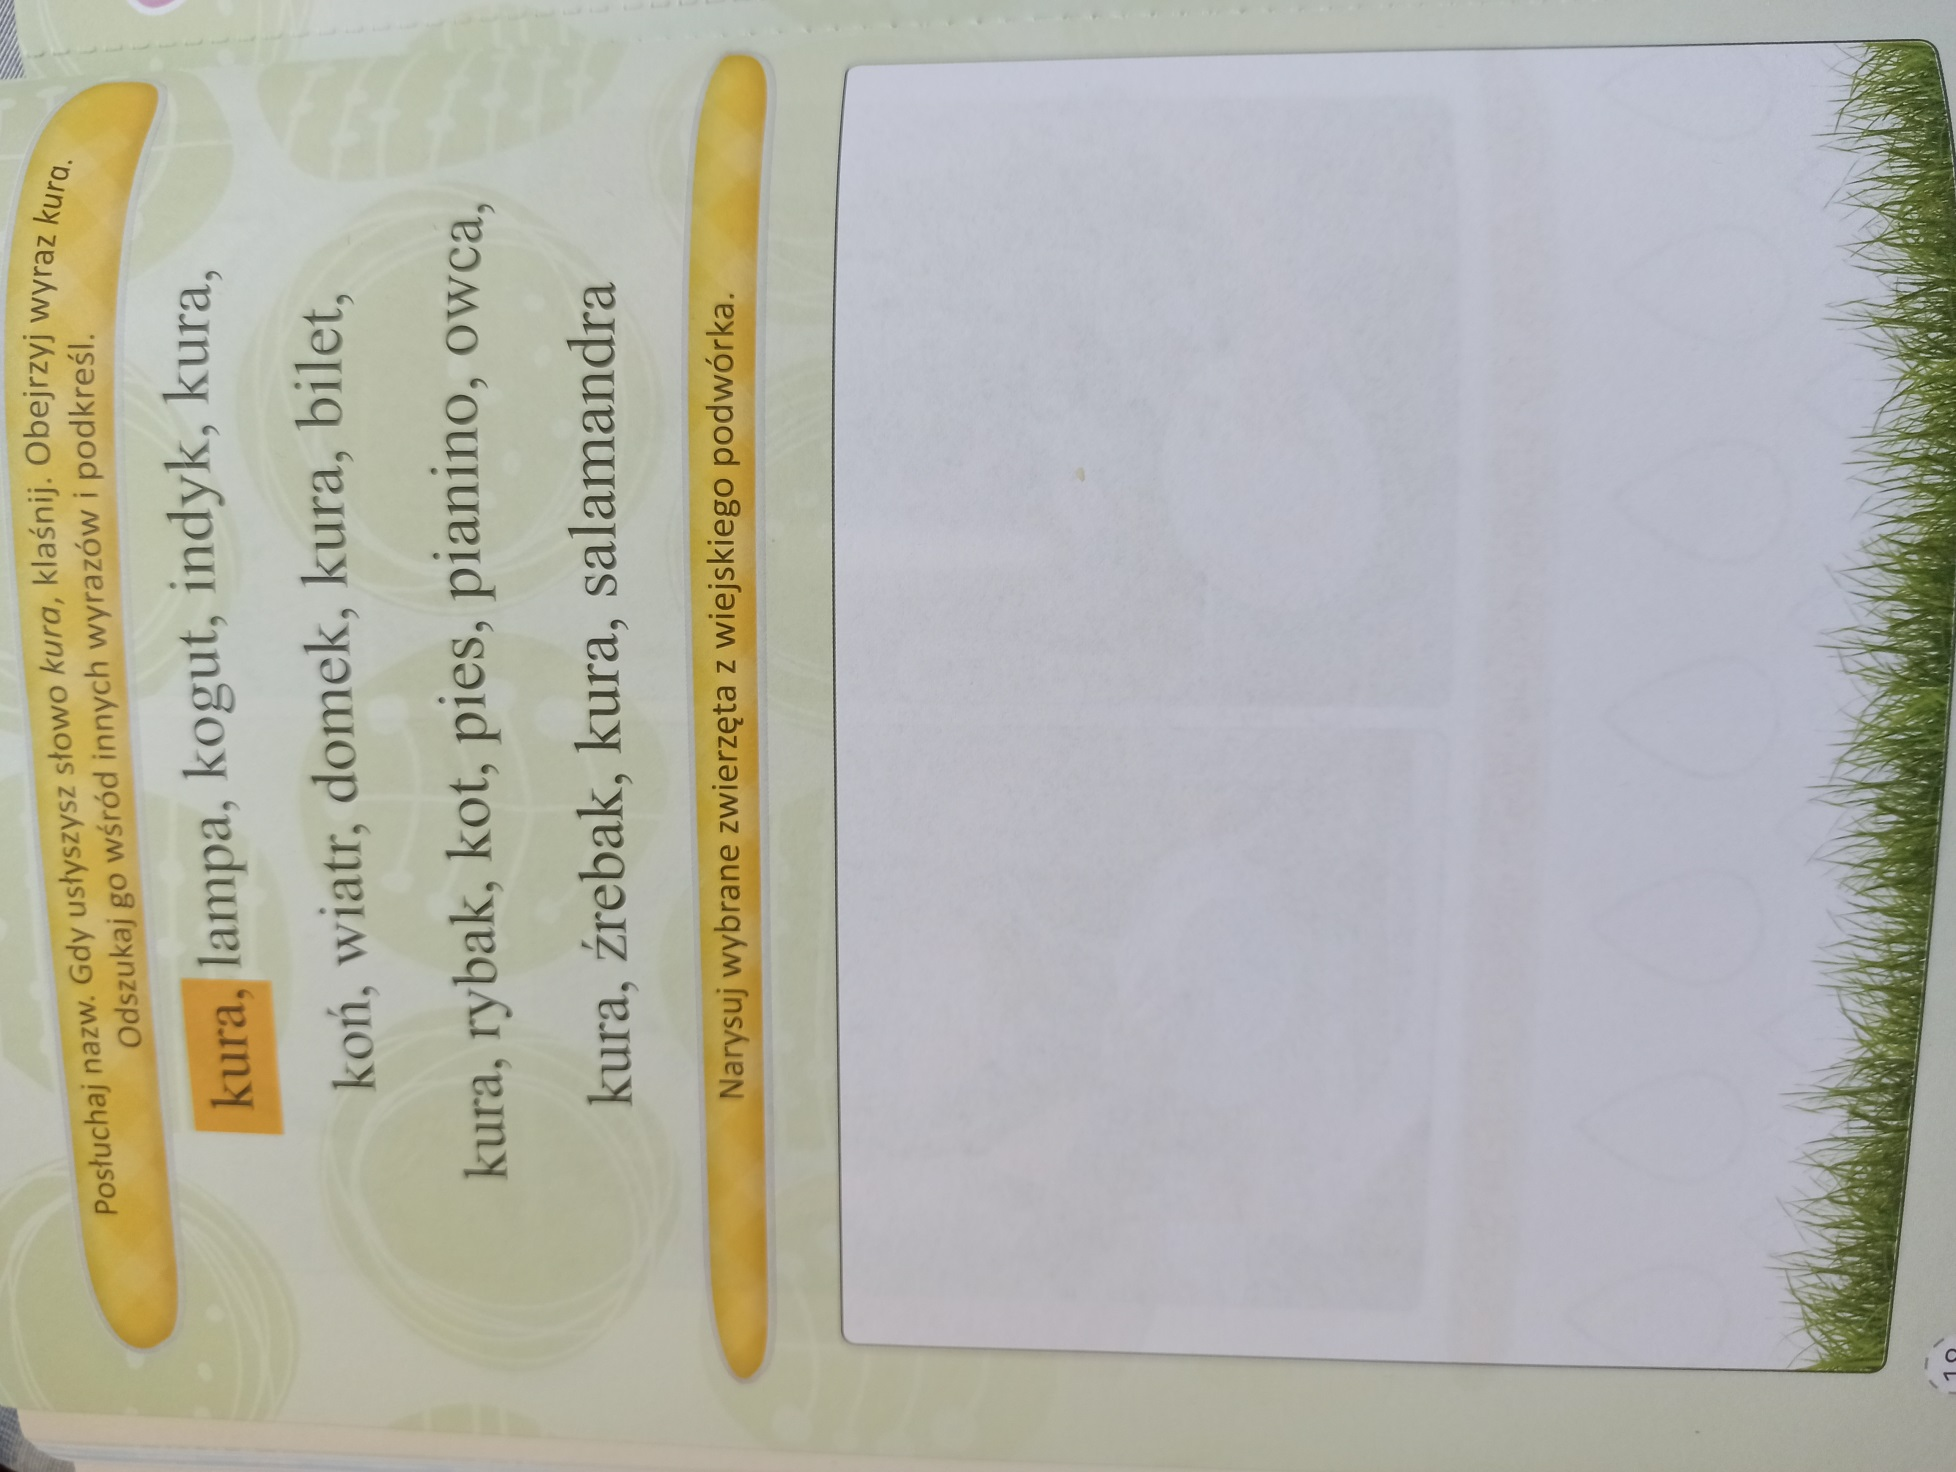 Posłuchaj nazw. Gdy usłyszysz słowo kura, klaśnij. Obejrzyj wyraz kura.
Odszukaj go wśród innych wyrazów i podkreśl.
kura, lampa, kogut, indyk, kura,
koń, wiatr, domek, kura, bilet,
kura, rybak, kot, pies, pianino, owca,
kura, źrebak, kura, salamandra
Narysuj wybrane zwierzęta z wiejskiego podwórka.